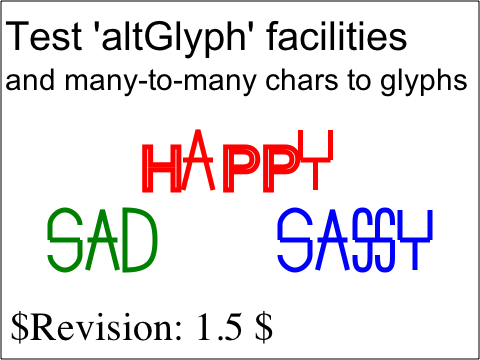 Test 'altGlyph' facilities
and many-to-many chars to glyphs
HAPPY
SAD SASSY
$Revision: 1.5 $